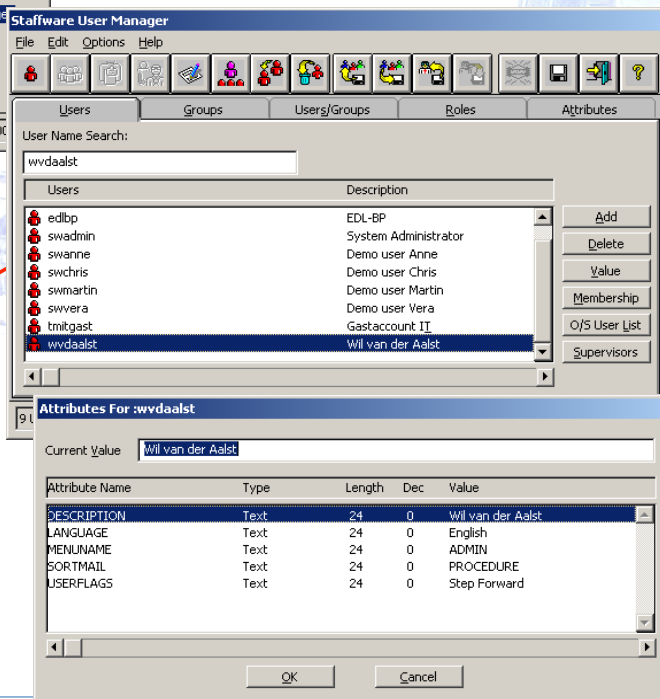 Staffware User Manager
File Edit Options Help
Users Groups Users/Groups Roles Attributes
User Name Search:
wvdaalst
Users Description
edlbp EDL-BP Add
swadmin System Administrator Delete
swanne Demo user Anne
swchris Demo user Chris Value
swmartin Demo user Martin Membership
swvera Demo user Vera
tmitgast Gastaccount IT O/S User List
wvdaalst Wil van der Aalst Supervisors
Attributes For :wvdaalst
Current Value Wil van der Aalst
Attribute Name Type Length Dec Value
DESCRIPTION Text 24 0 Wil van der Aalst
LANGUAGE Text 24 0 English
MENUNAME Text 24 0 ADMIN
SORTMAIL Text 24 0 PROCEDURE
USERFLAGS Text 24 0 Step Forward
OK Cancel